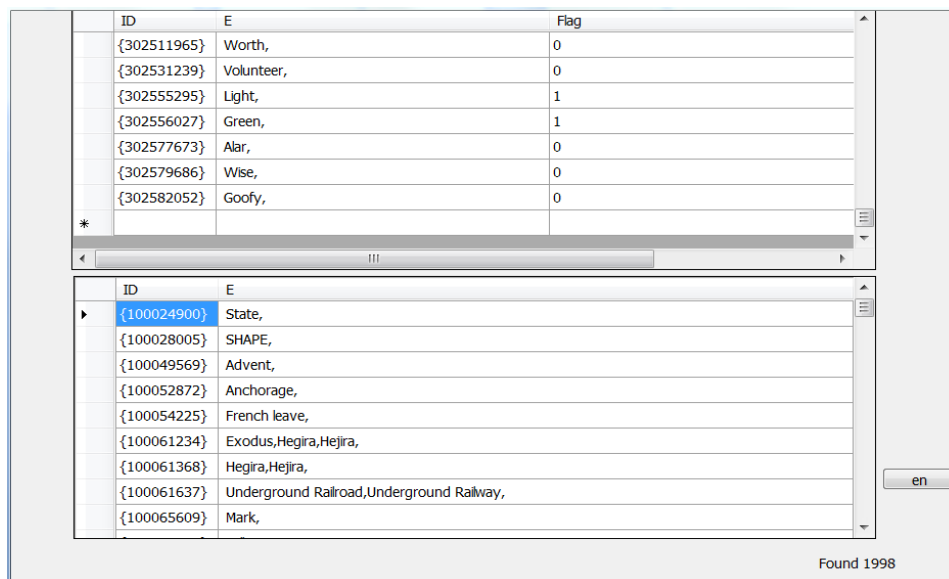 ID E Flag
{302511965} Worth, 0
{302531239} Volunteer, 0
{302555295} Light, 1
{302556027} Green, 1
{302577673} Alar, 0
{302579686} Wise, 0
{302582052} Goofy, 0
ID E
{100024900} State,
{100028005} SHAPE,
{100049569} Advent,
{100052872} Anchorage,
{100054225} French leave,
{100061234} Exodus,Hegira,Hejira,
{100061368} Hegira,Hejira,
{100061637} Underground Railroad,Underground Railway,
en
{100065609} Mark,
Found 1998